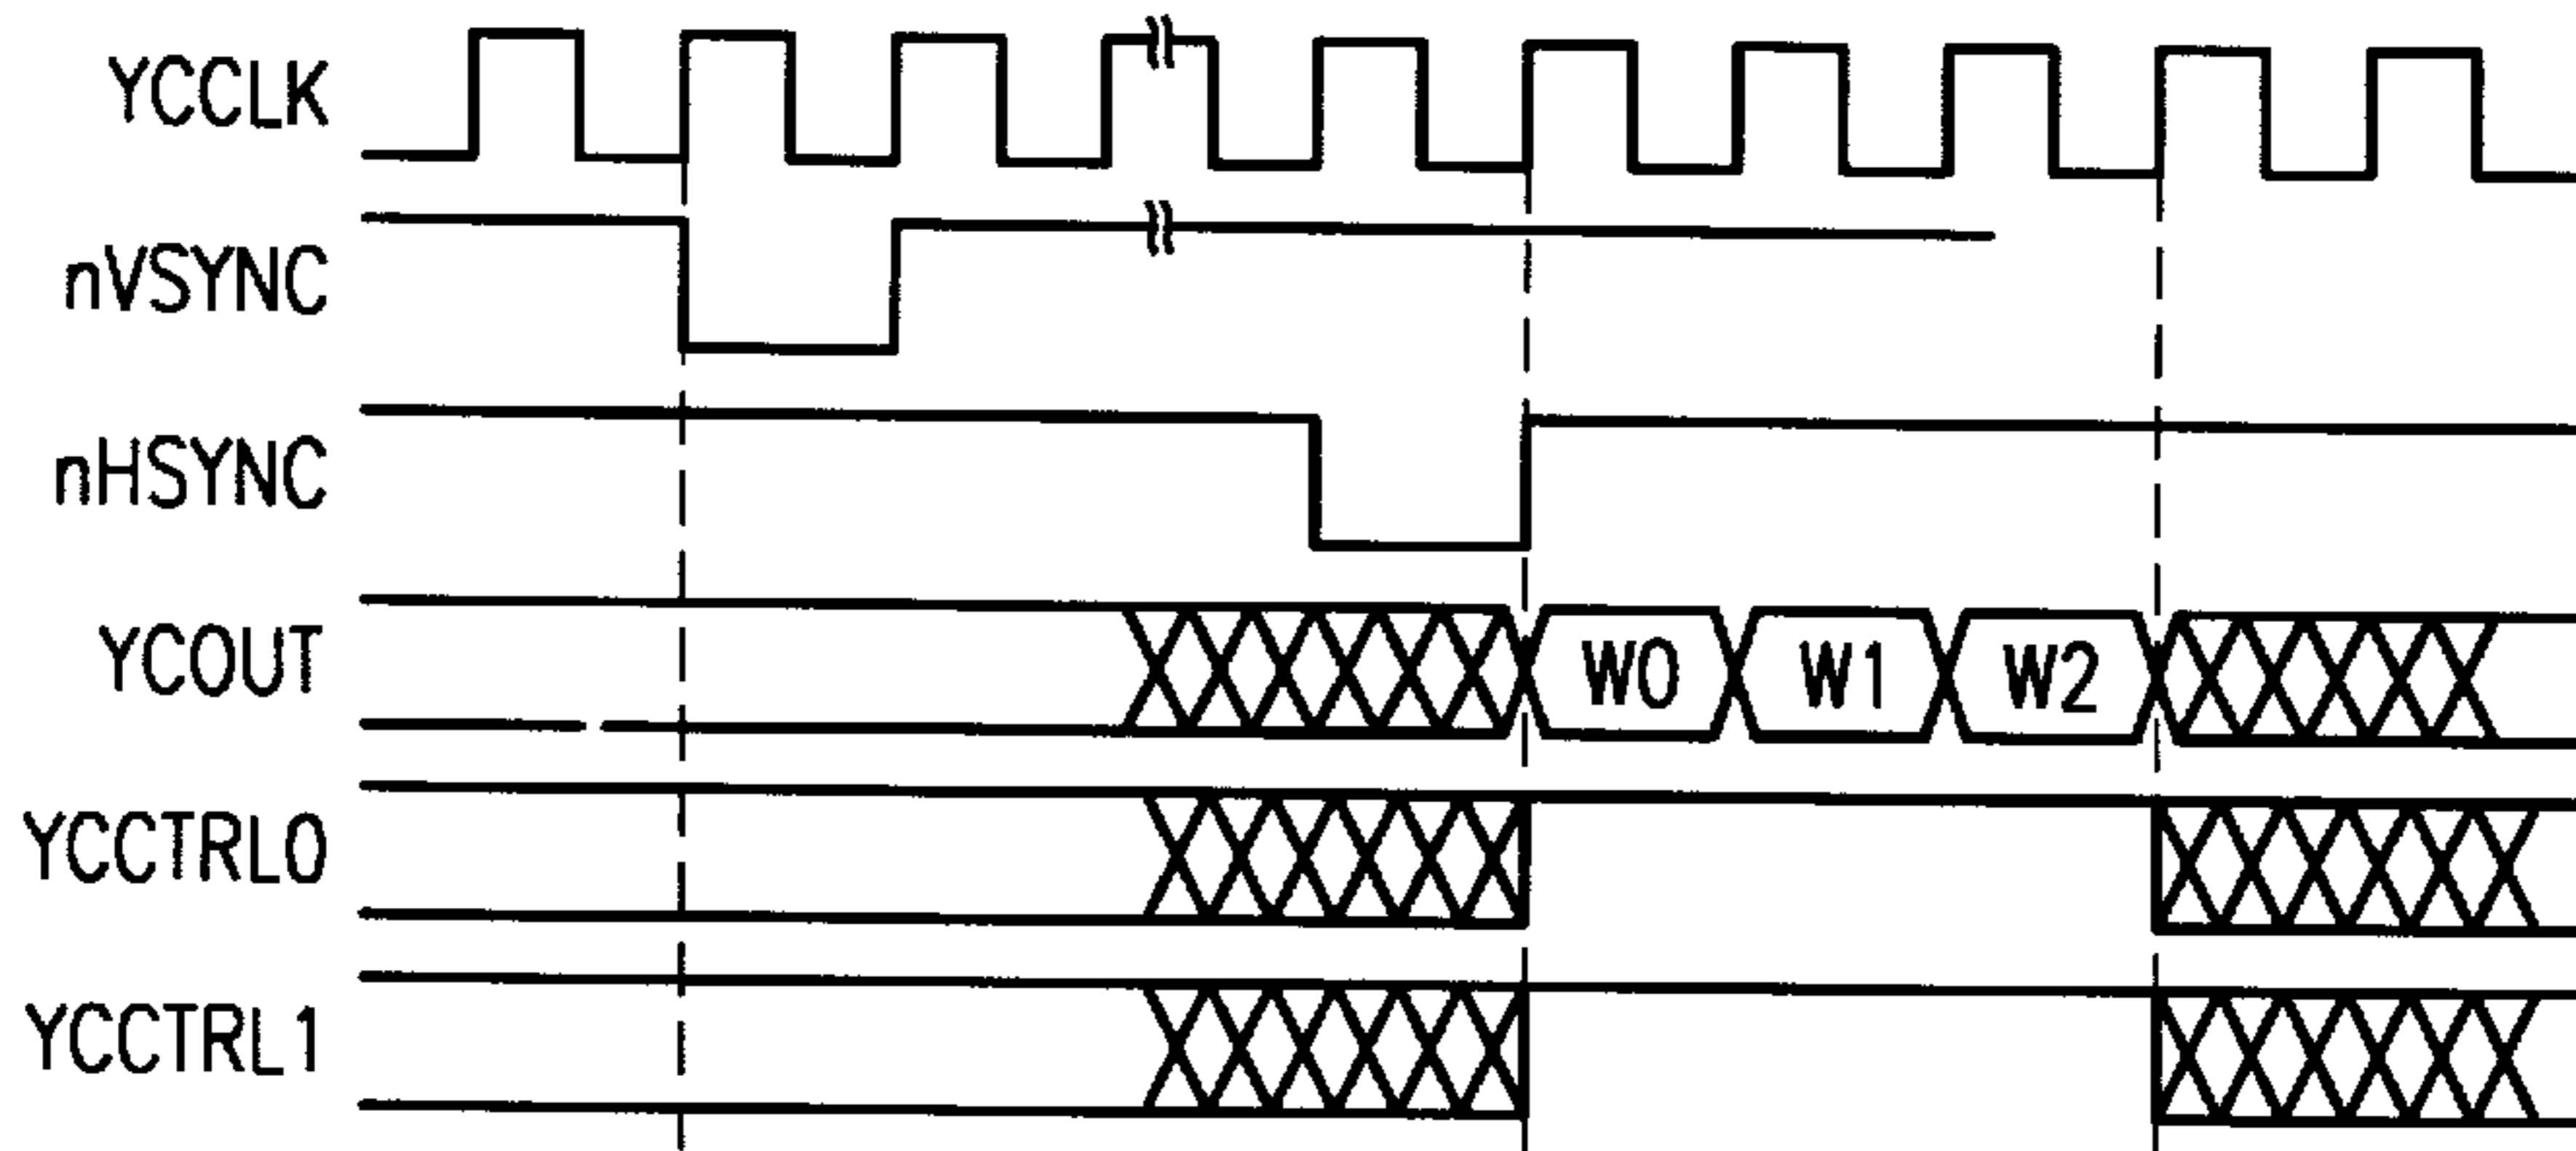 YCCLK
nVSYNC
nHSYNC
YCOUT W0 W1 W2
YCCTRL0
YCCTRL1